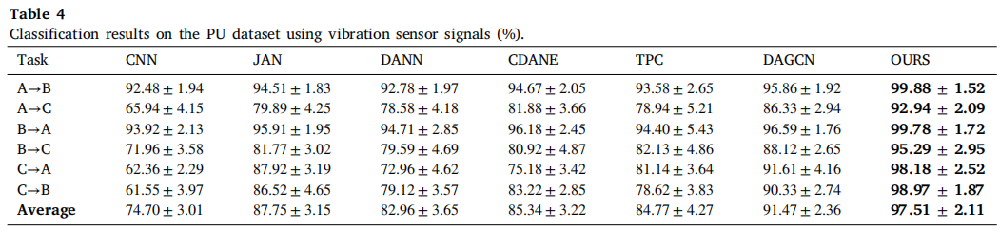 Table 4
Classification results on the PU dataset using vibration sensor signals (%).
Task CNN JAN DANN CDANE TPC DAGCN OURS
A→B 92.48 ± 1.94 94.51 ± 1.83 92.78 ± 1.97 94.67 ± 2.05 93.58 ± 2.65 95.86 ± 1.92 99.88 ± 1.52
A→C 65.94 ± 4.15 79.89 ± 4.25 78.58 ± 4.18 81.88 ± 3.66 78.94 ± 5.21 86.33 ± 2.94 92.94 ± 2.09
B→A 93.92 ± 2.13 95.91 ± 1.95 94.71 ± 2.85 96.18 ± 2.45 94.40 ± 5.43 96.59 ± 1.76 99.78 ± 1.72
B→C 71.96 ± 3.58 81.77 ± 3.02 79.59 ± 4.69 80.92 ± 4.87 82.13 ± 4.86 88.12 ± 2.65 95.29 ± 2.95
C→A 62.36 ± 2.29 87.92 ± 3.19 72.96 ± 4.62 75.18 ± 3.42 81.14 ± 3.64 91.61 ± 4.16 98.18 ± 2.52
C→B 61.55 ± 3.97 86.52 ± 4.65 79.12 ± 3.57 83.22 ± 2.85 78.62 ± 3.83 90.33 ± 2.74 98.97 ± 1.87
Average 74.70 ± 3.01 87.75 ± 3.15 82.96 ± 3.65 85.34 ± 3.22 84.77 ± 4.27 91.47 ± 2.36 97.51 ± 2.11